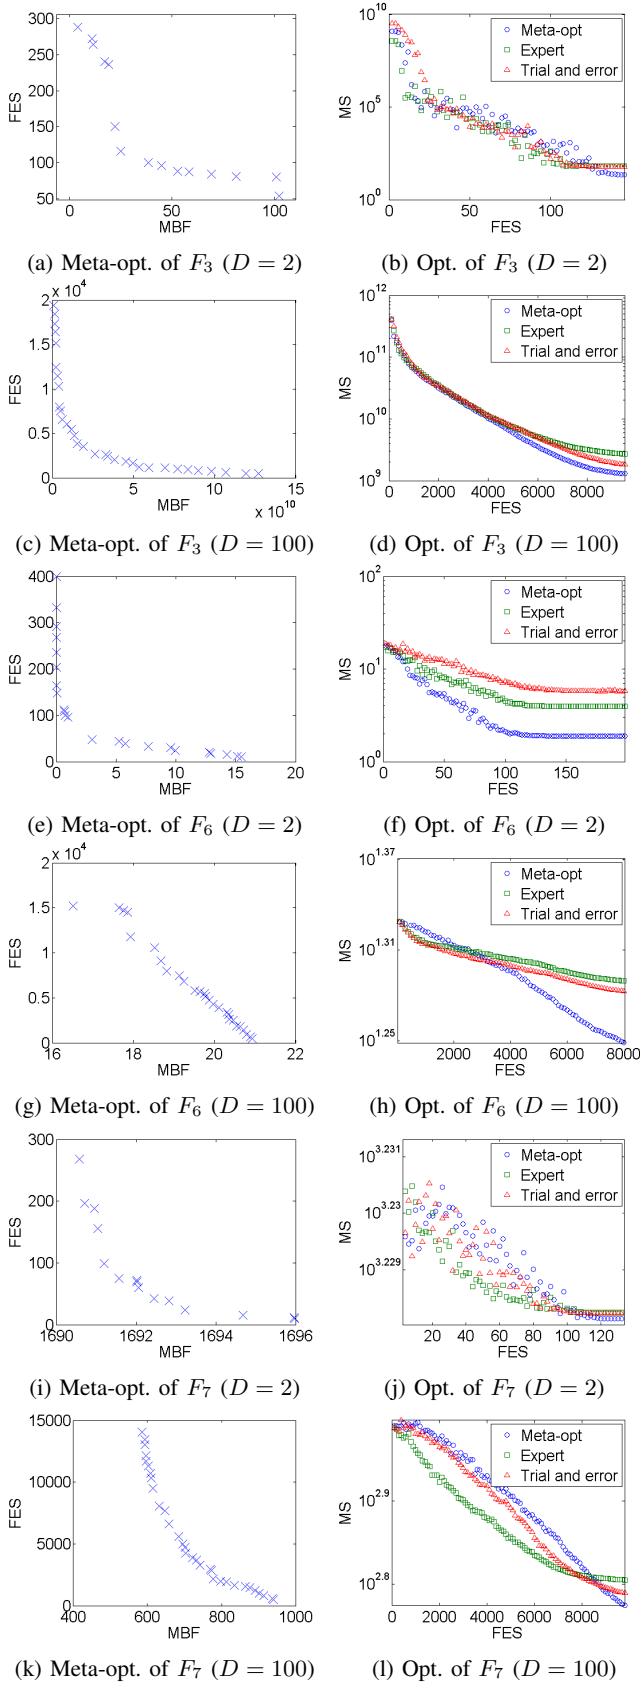 300
250
200
150
100
50
FES
0
50
100
MBF
10^10
10^5
10^0
MS
Meta-opt
Expert
Trial and error
0
50
100
FES
(a) Meta-opt. of F₃ (D = 2)
(b) Opt. of F₃ (D = 2)
x 10^4
2
1.5
1
0.5
0
FES
0
5
10
15
MBF
x 10^10
10^12
10^11
10^10
10^9
MS
Meta-opt
Expert
Trial and error
0
2000
4000
6000
8000
FES
(c) Meta-opt. of F₃ (D = 100)
(d) Opt. of F₃ (D = 100)
400
300
200
100
0
FES
0
5
10
15
20
MBF
10^2
10^1
10^0
MS
Meta-opt
Expert
Trial and error
0
50
100
150
FES
(e) Meta-opt. of F₆ (D = 2)
(f) Opt. of F₆ (D = 2)
x 10^4
2
1.5
1
0.5
0
FES
16
18
20
22
MBF
10^1.37
10^1.31
10^1.25
MS
Meta-opt
Expert
Trial and error
2000
4000
6000
8000
FES
(g) Meta-opt. of F₆ (D = 100)
(h) Opt. of F₆ (D = 100)
300
200
100
0
FES
1690
1692
1694
1696
MBF
10^3.231
10^3.23
10^3.229
MS
Meta-opt
Expert
Trial and error
20
40
60
80
100
120
FES
(i) Meta-opt. of F₇ (D = 2)
(j) Opt. of F₇ (D = 2)
15000
10000
5000
0
FES
400
600
800
1000
MBF
10^2.9
10^2.8
MS
Meta-opt
Expert
Trial and error
0
2000
4000
6000
8000
FES
(k) Meta-opt. of F₇ (D = 100)
(l) Opt. of F₇ (D = 100)